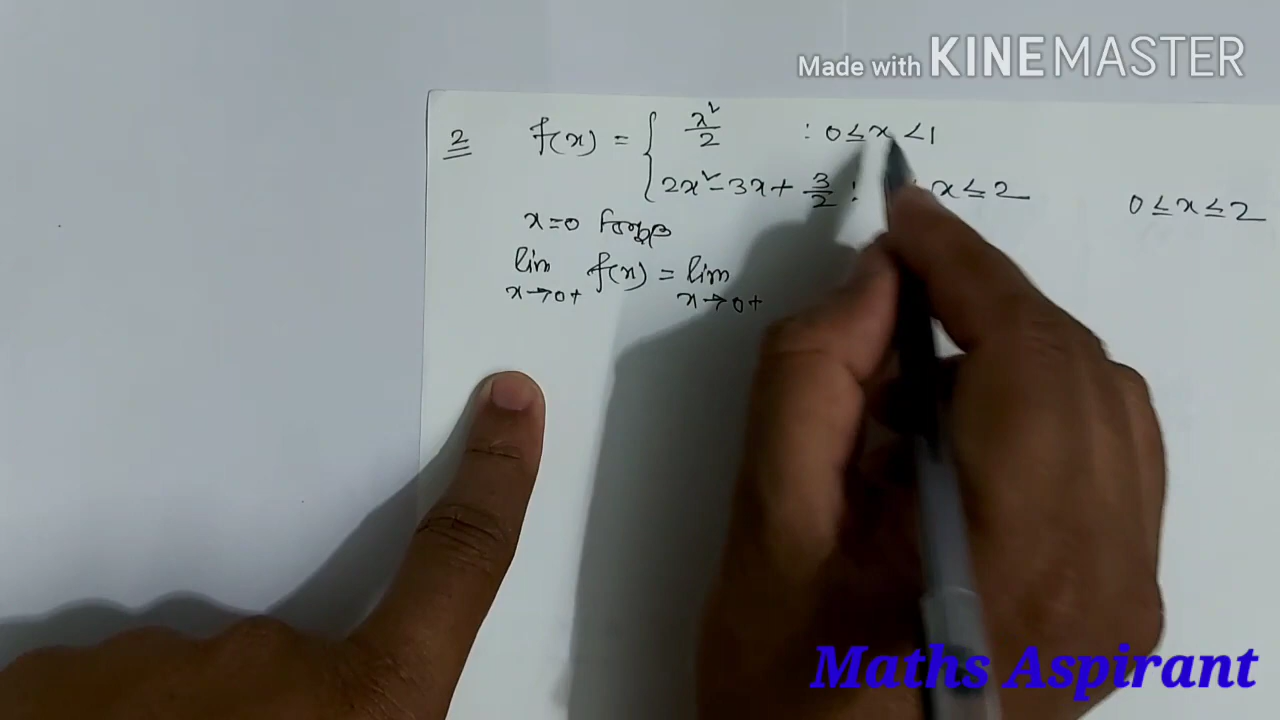 Made with KINEMASTER
2 f(x) = { x²/2 : 0 ≤ x < 1
2x² - 3x + 3/2 : x ≤ 2
0 ≤ x ≤ 2
x = 0
lim x→0+ f(x) = lim x→0+
Maths Aspirant